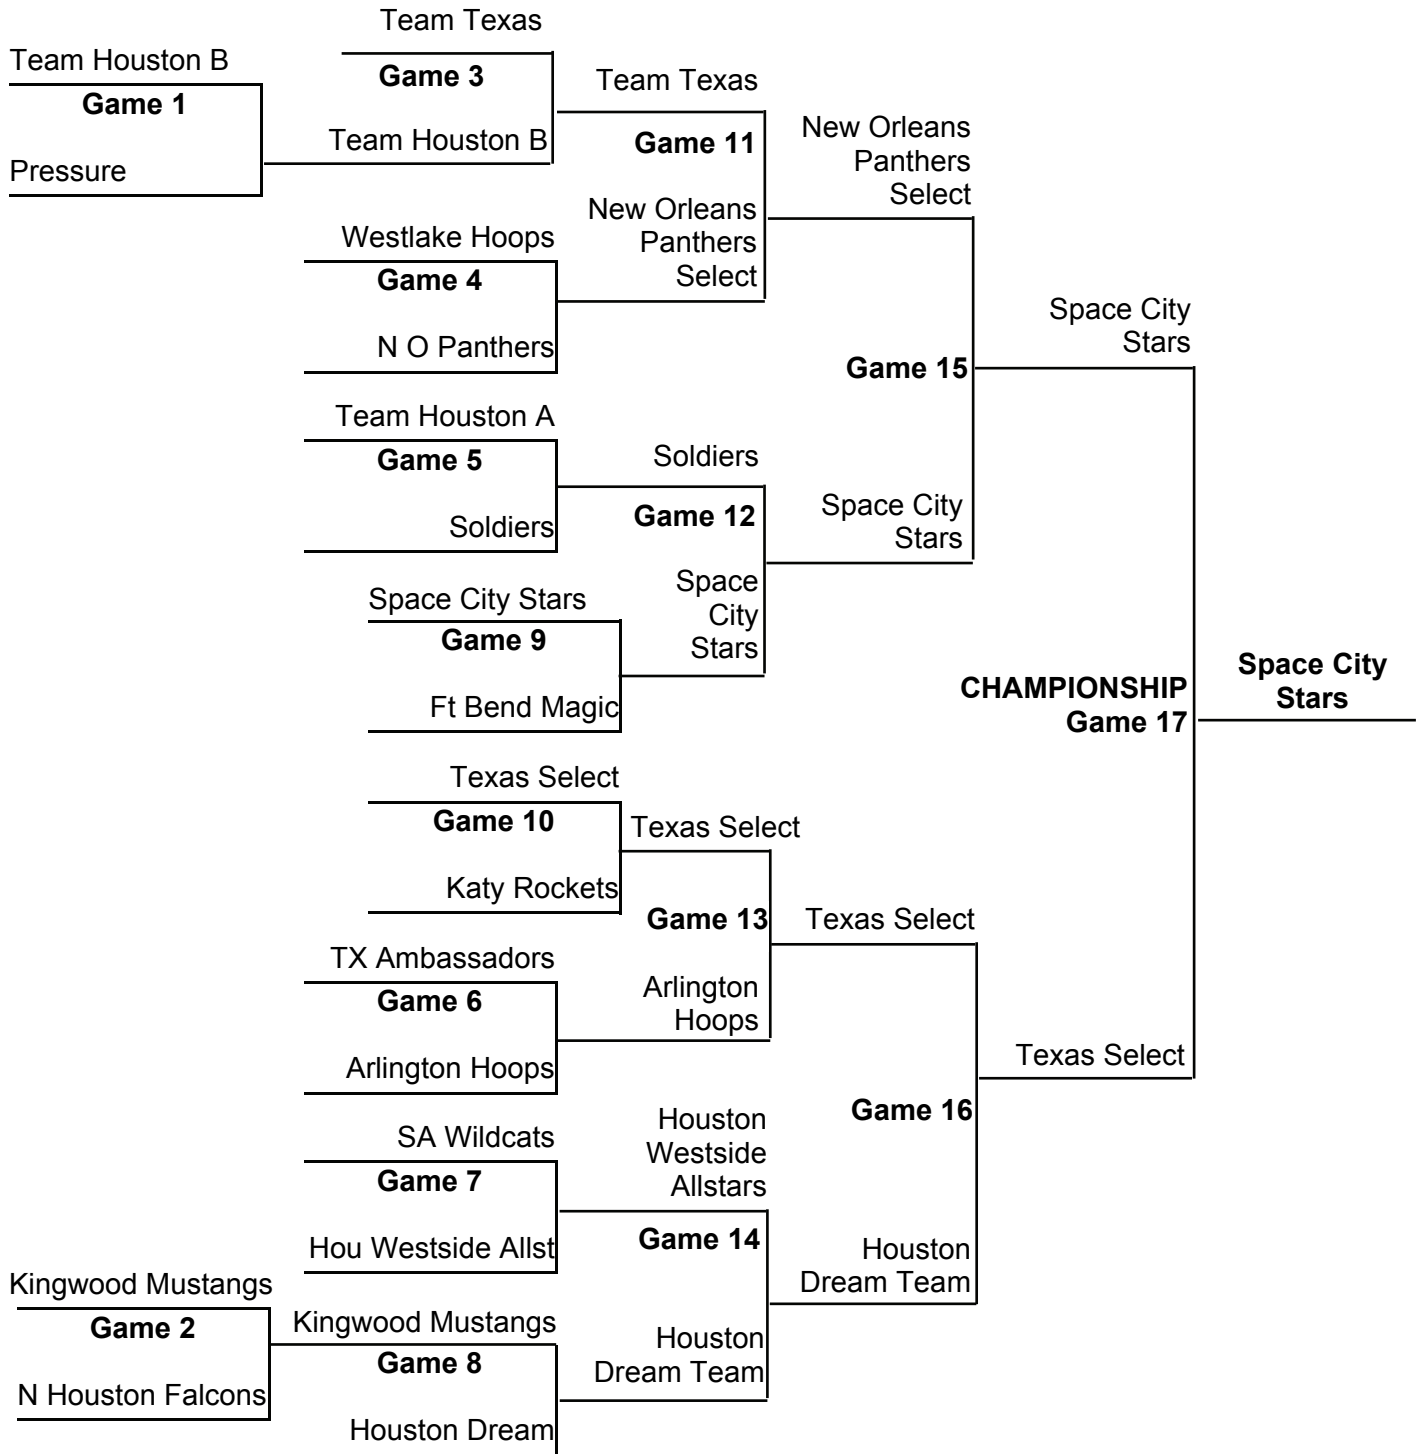 Team Texas
Team Houston B
Game 3
Team Texas
Game 1
New Orleans
Panthers
Select
Team Houston B
Game 11
Pressure
New Orleans
Panthers
Select
Westlake Hoops
Game 4
N O Panthers
Space City
Stars
Game 15
Team Houston A
Game 5
Soldiers
Soldiers
Game 12
Space City
Stars
Space
City
Stars
Space City Stars
Game 9
Ft Bend Magic
CHAMPIONSHIP
Game 17
Space City
Stars
Texas Select
Game 10
Texas Select
Katy Rockets
Game 13
Texas Select
TX Ambassadors
Game 6
Arlington
Hoops
Arlington Hoops
Texas Select
Game 16
SA Wildcats
Game 7
Houston
Westside
Allstars
Hou Westside Allst
Game 14
Houston
Dream Team
Kingwood Mustangs
Game 2
Kingwood Mustangs
Game 8
Houston
Dream Team
N Houston Falcons
Houston Dream